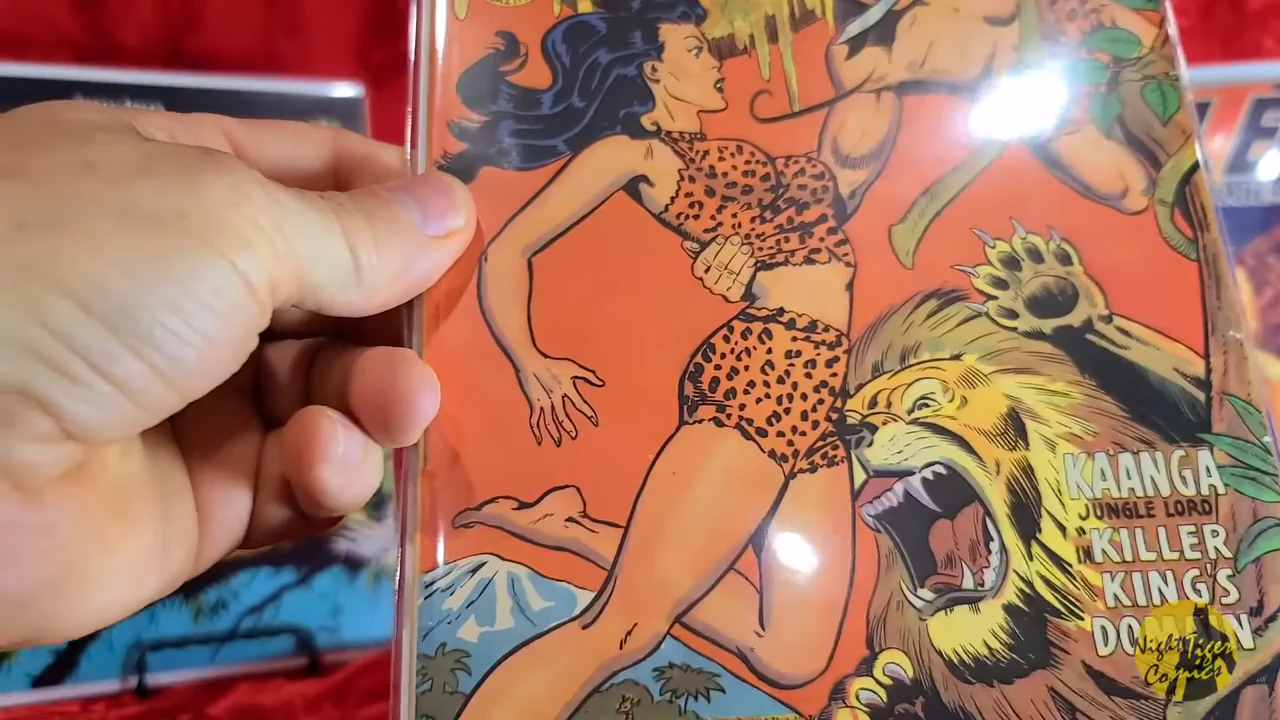 KAANGA
JUNGLE LORD
IN
"KILLER
KING'S
Night Tiger
Comics